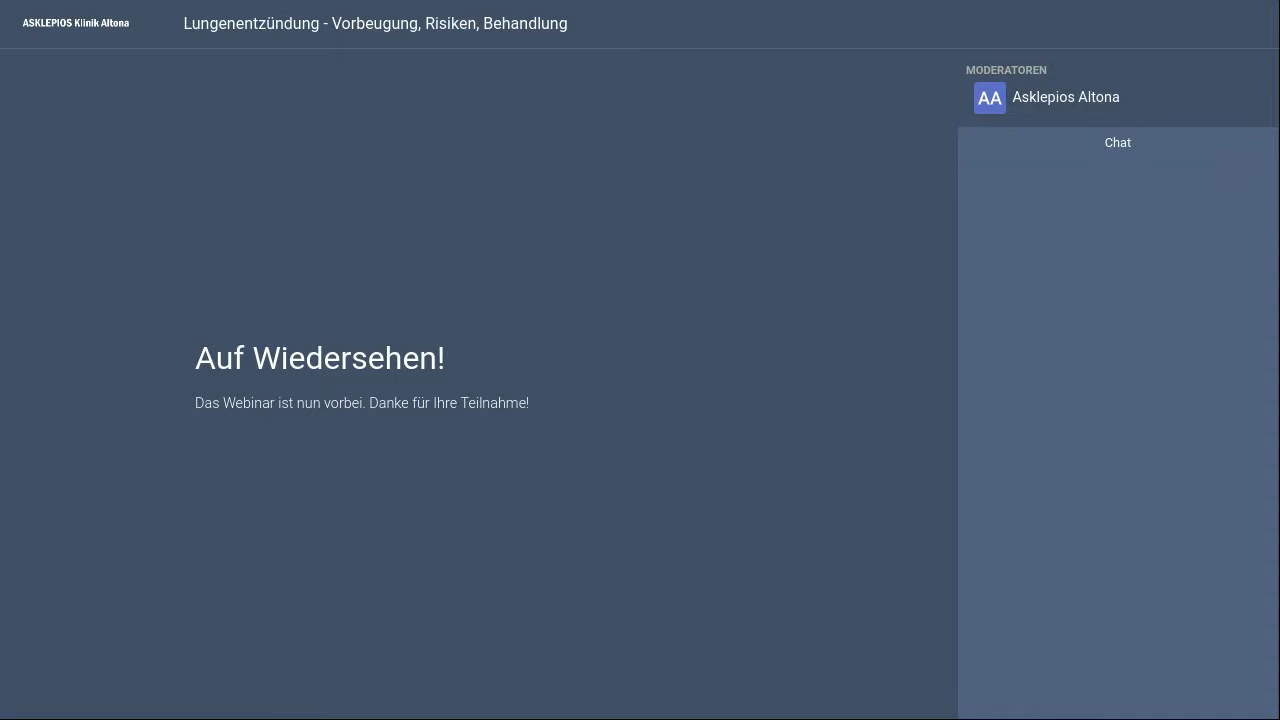 ASKLEPIOS Klinik Altona
Lungenentzündung - Vorbeugung, Risiken, Behandlung
MODERATOREN
AA
Asklepios Altona
Chat
Auf Wiedersehen!
Das Webinar ist nun vorbei. Danke für Ihre Teilnahme!